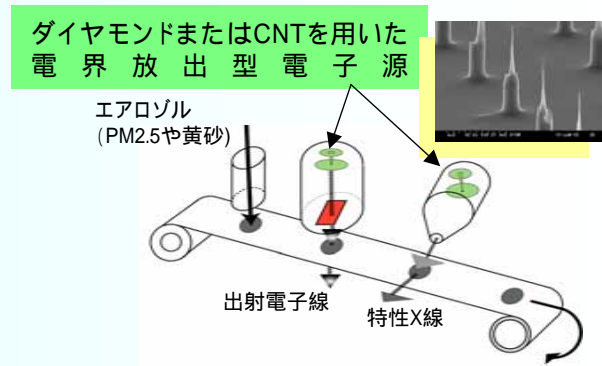 ダイヤモンドまたはCNTを用いた
電界放出型電子源
エアロゾル
(PM2.5や黄砂)
出射電子線
特性X線